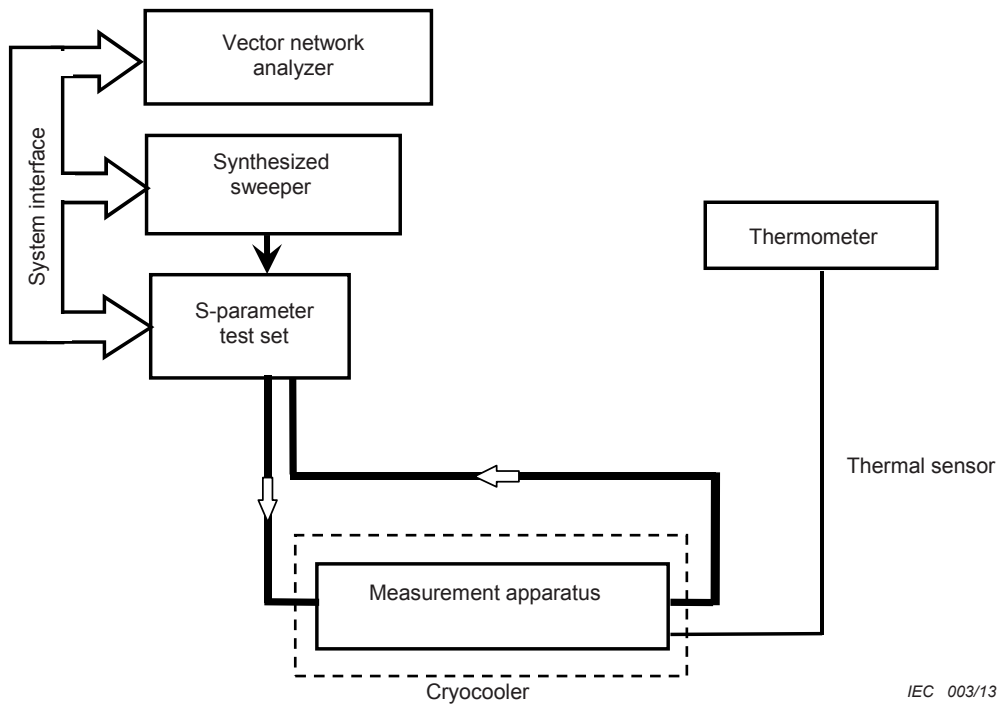 Vector network
analyzer
System interface
Synthesized
sweeper
Thermometer
S-parameter
test set
Thermal sensor
Measurement apparatus
Cryocooler
IEC 003/13